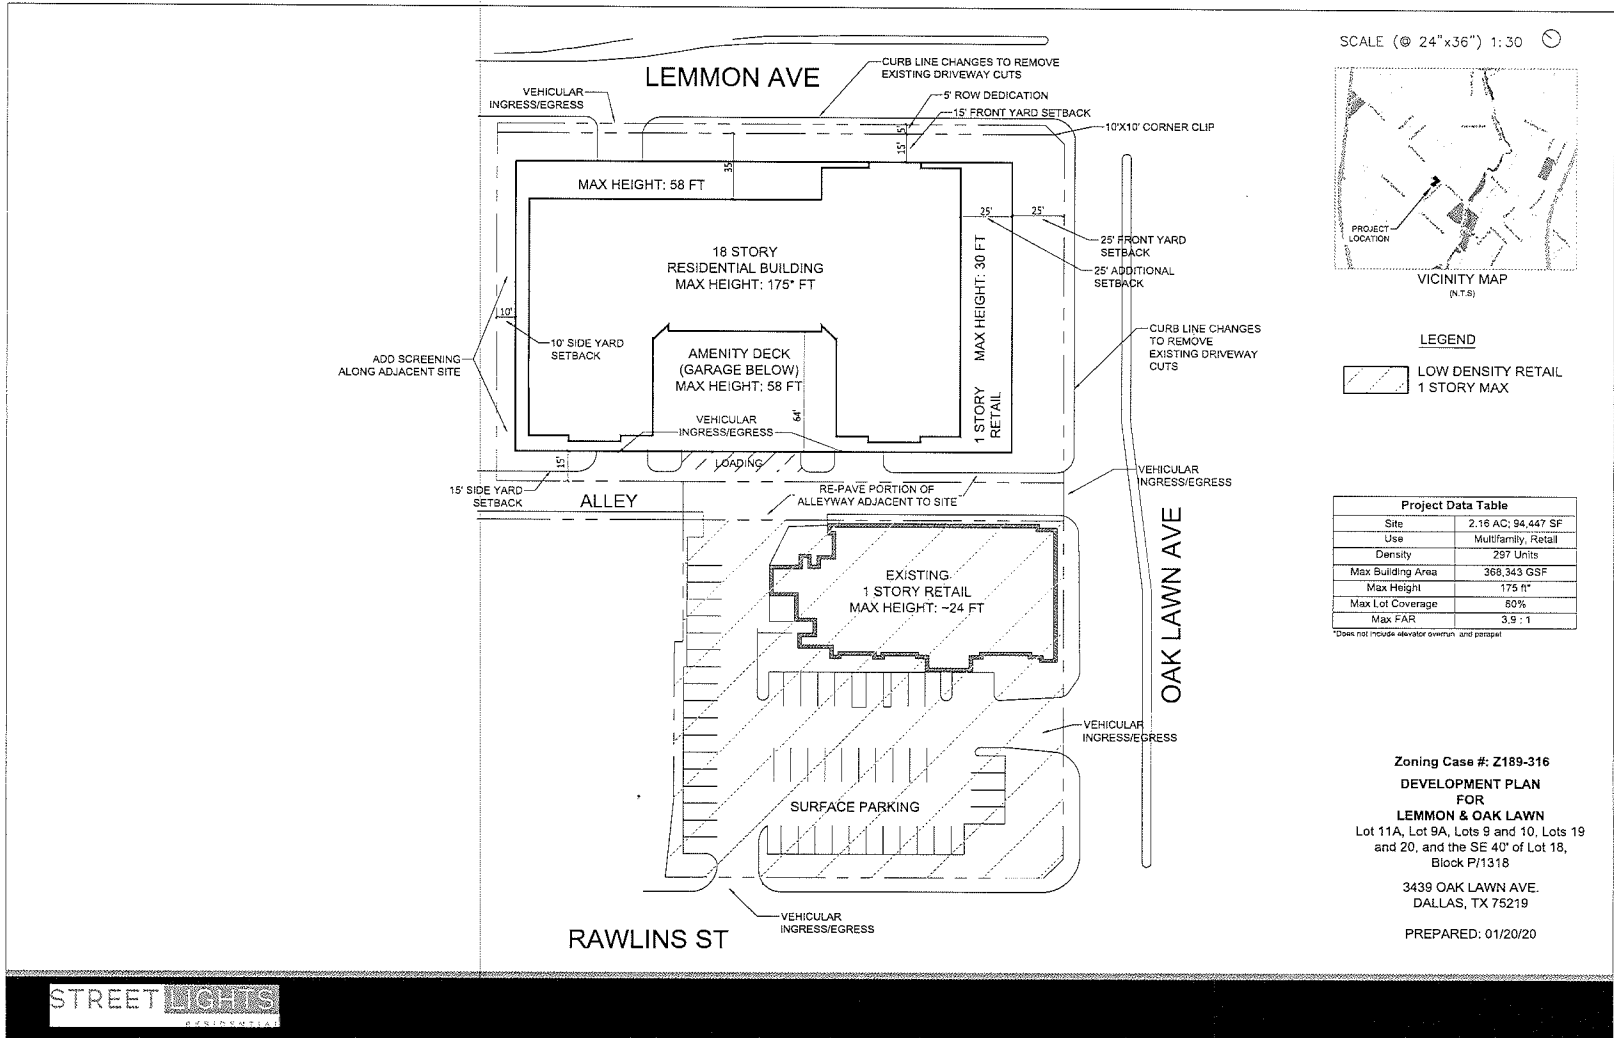 SCALE (@ 24"x36") 1:30
LEMMON AVE
CURB LINE CHANGES TO REMOVE
EXISTING DRIVEWAY CUTS
VEHICULAR
INGRESS/EGRESS
5' ROW DEDICATION
15' FRONT YARD SETBACK
10'X10' CORNER CLIP
5'
15'
35'
MAX HEIGHT: 58 FT
25'
25'
25' FRONT YARD
SETBACK
25' ADDITIONAL
SETBACK
18 STORY
RESIDENTIAL BUILDING
MAX HEIGHT: 175* FT
1 STORY
RETAIL
MAX HEIGHT: 30 FT
10'
10' SIDE YARD
SETBACK
ADD SCREENING
ALONG ADJACENT SITE
AMENITY DECK
(GARAGE BELOW)
MAX HEIGHT: 58 FT
64'
CURB LINE CHANGES
TO REMOVE
EXISTING DRIVEWAY
CUTS
VEHICULAR
INGRESS/EGRESS
LOADING
15'
15' SIDE YARD
SETBACK
ALLEY
RE-PAVE PORTION OF
ALLEYWAY ADJACENT TO SITE
VEHICULAR
INGRESS/EGRESS
OAK LAWN AVE
EXISTING
1 STORY RETAIL
MAX HEIGHT: ~24 FT
VEHICULAR
INGRESS/EGRESS
SURFACE PARKING
VEHICULAR
INGRESS/EGRESS
RAWLINS ST
PROJECT
LOCATION
VICINITY MAP
(N.T.S)
LEGEND
LOW DENSITY RETAIL
1 STORY MAX
Project Data Table
Site 2.16 AC; 94,447 SF
Use Multifamily, Retail
Density 297 Units
Max Building Area 368,343 GSF
Max Height 175 ft*
Max Lot Coverage 60%
Max FAR 3.9 : 1
*Does not include elevator overrun and parapet
Zoning Case #: Z189-316
DEVELOPMENT PLAN
FOR
LEMMON & OAK LAWN
Lot 11A, Lot 9A, Lots 9 and 10, Lots 19
and 20, and the SE 40' of Lot 18,
Block P/1318
3439 OAK LAWN AVE.
DALLAS, TX 75219
PREPARED: 01/20/20
STREET LIGHTS
RESIDENTIAL